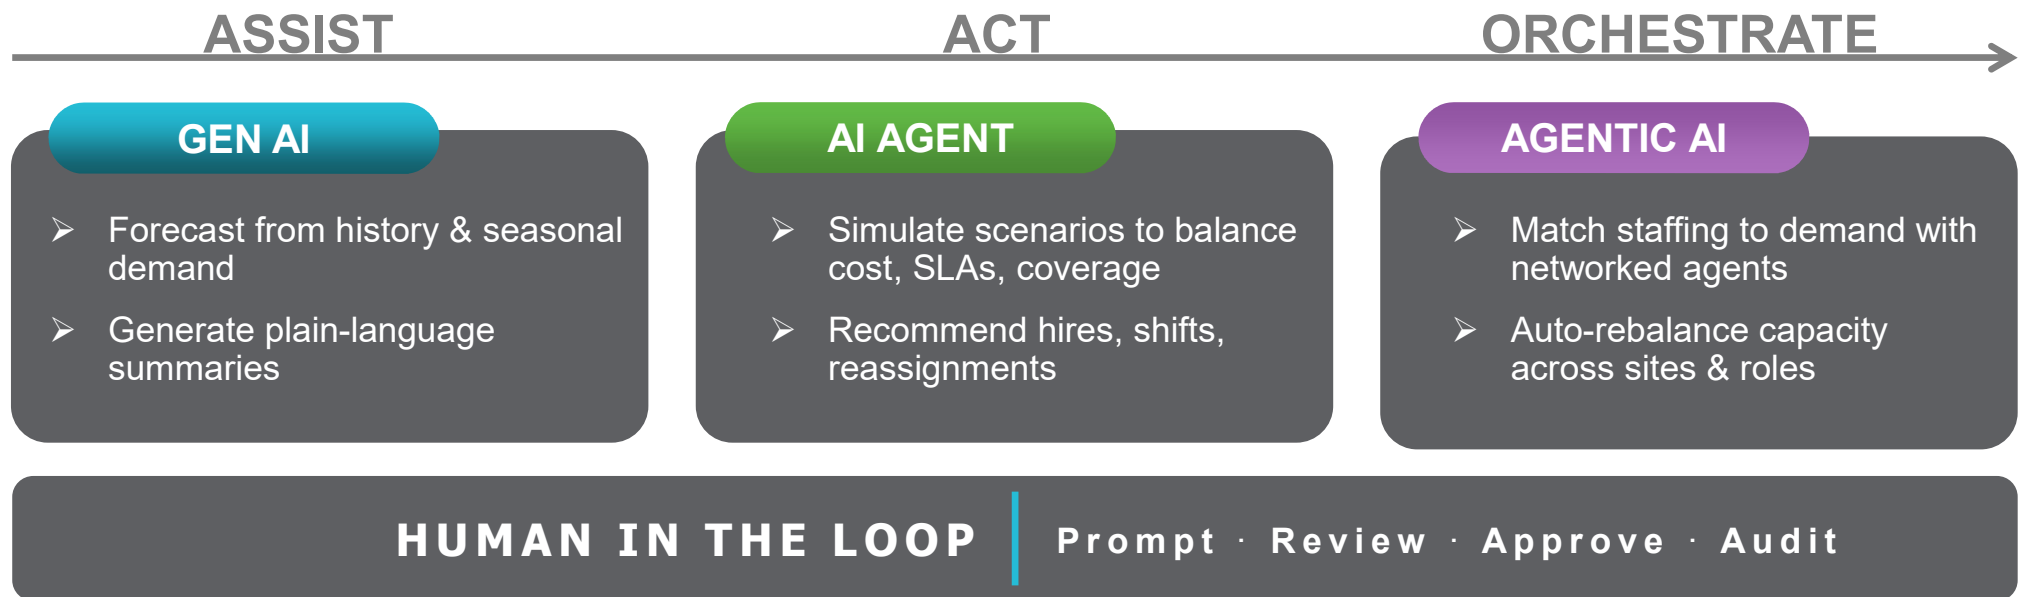 ASSIST
ACT
ORCHESTRATE
GEN AI
➢ Forecast from history & seasonal
demand
➢ Generate plain-language
summaries
AI AGENT
➢ Simulate scenarios to balance
cost, SLAs, coverage
➢ Recommend hires, shifts,
reassignments
AGENTIC AI
➢ Match staffing to demand with
networked agents
➢ Auto-rebalance capacity
across sites & roles
HUMAN IN THE LOOP
Prompt · Review · Approve · Audit